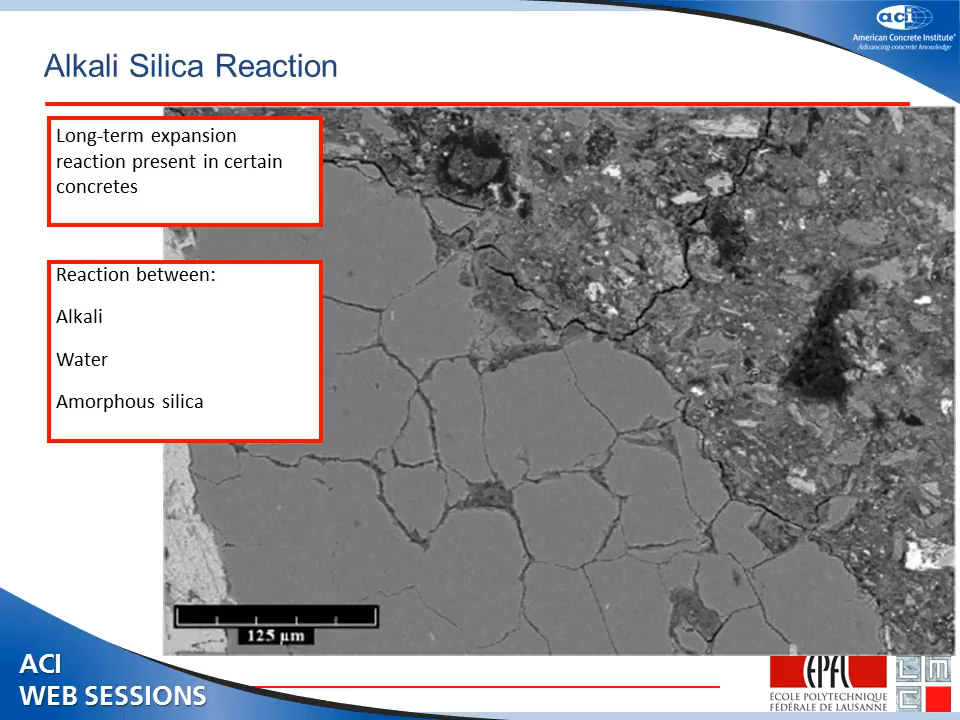 aci
American Concrete Institute®
Advancing concrete knowledge
Alkali Silica Reaction
Long-term expansion
reaction present in certain
concretes
Reaction between:
Alkali
Water
Amorphous silica
125 µm
ACI
WEB SESSIONS
EPFL
ÉCOLE POLYTECHNIQUE
FÉDÉRALE DE LAUSANNE
LMC